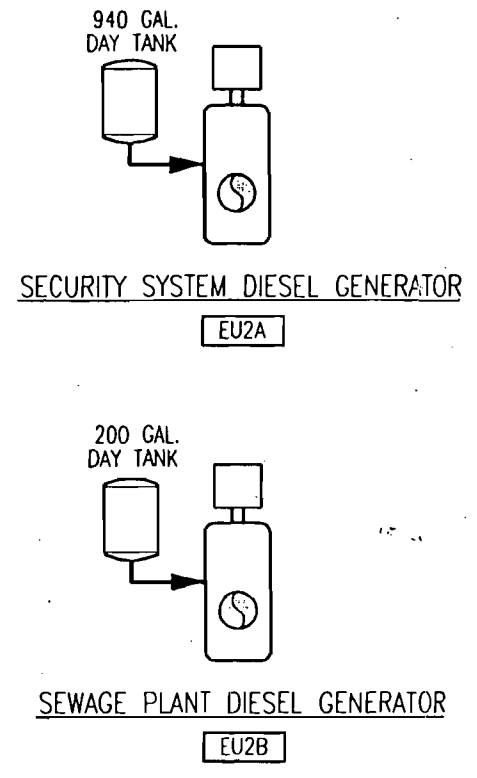 940 GAL.
DAY TANK
SECURITY SYSTEM DIESEL GENERATOR
EU2A
200 GAL.
DAY TANK
SEWAGE PLANT DIESEL GENERATOR
EU2B